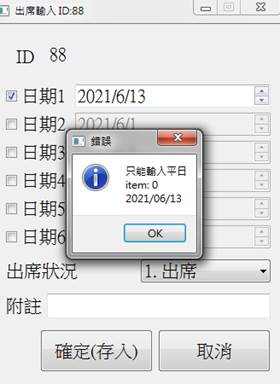 出席輸入 ID:88
ID 88
日期1 2021/6/13
日期2 2021/6/1
日期3
日期4
日期5
日期6
錯誤
只能輸入平日
item: 0
2021/06/13
OK
出席狀況 1. 出席
附註
確定(存入) 取消